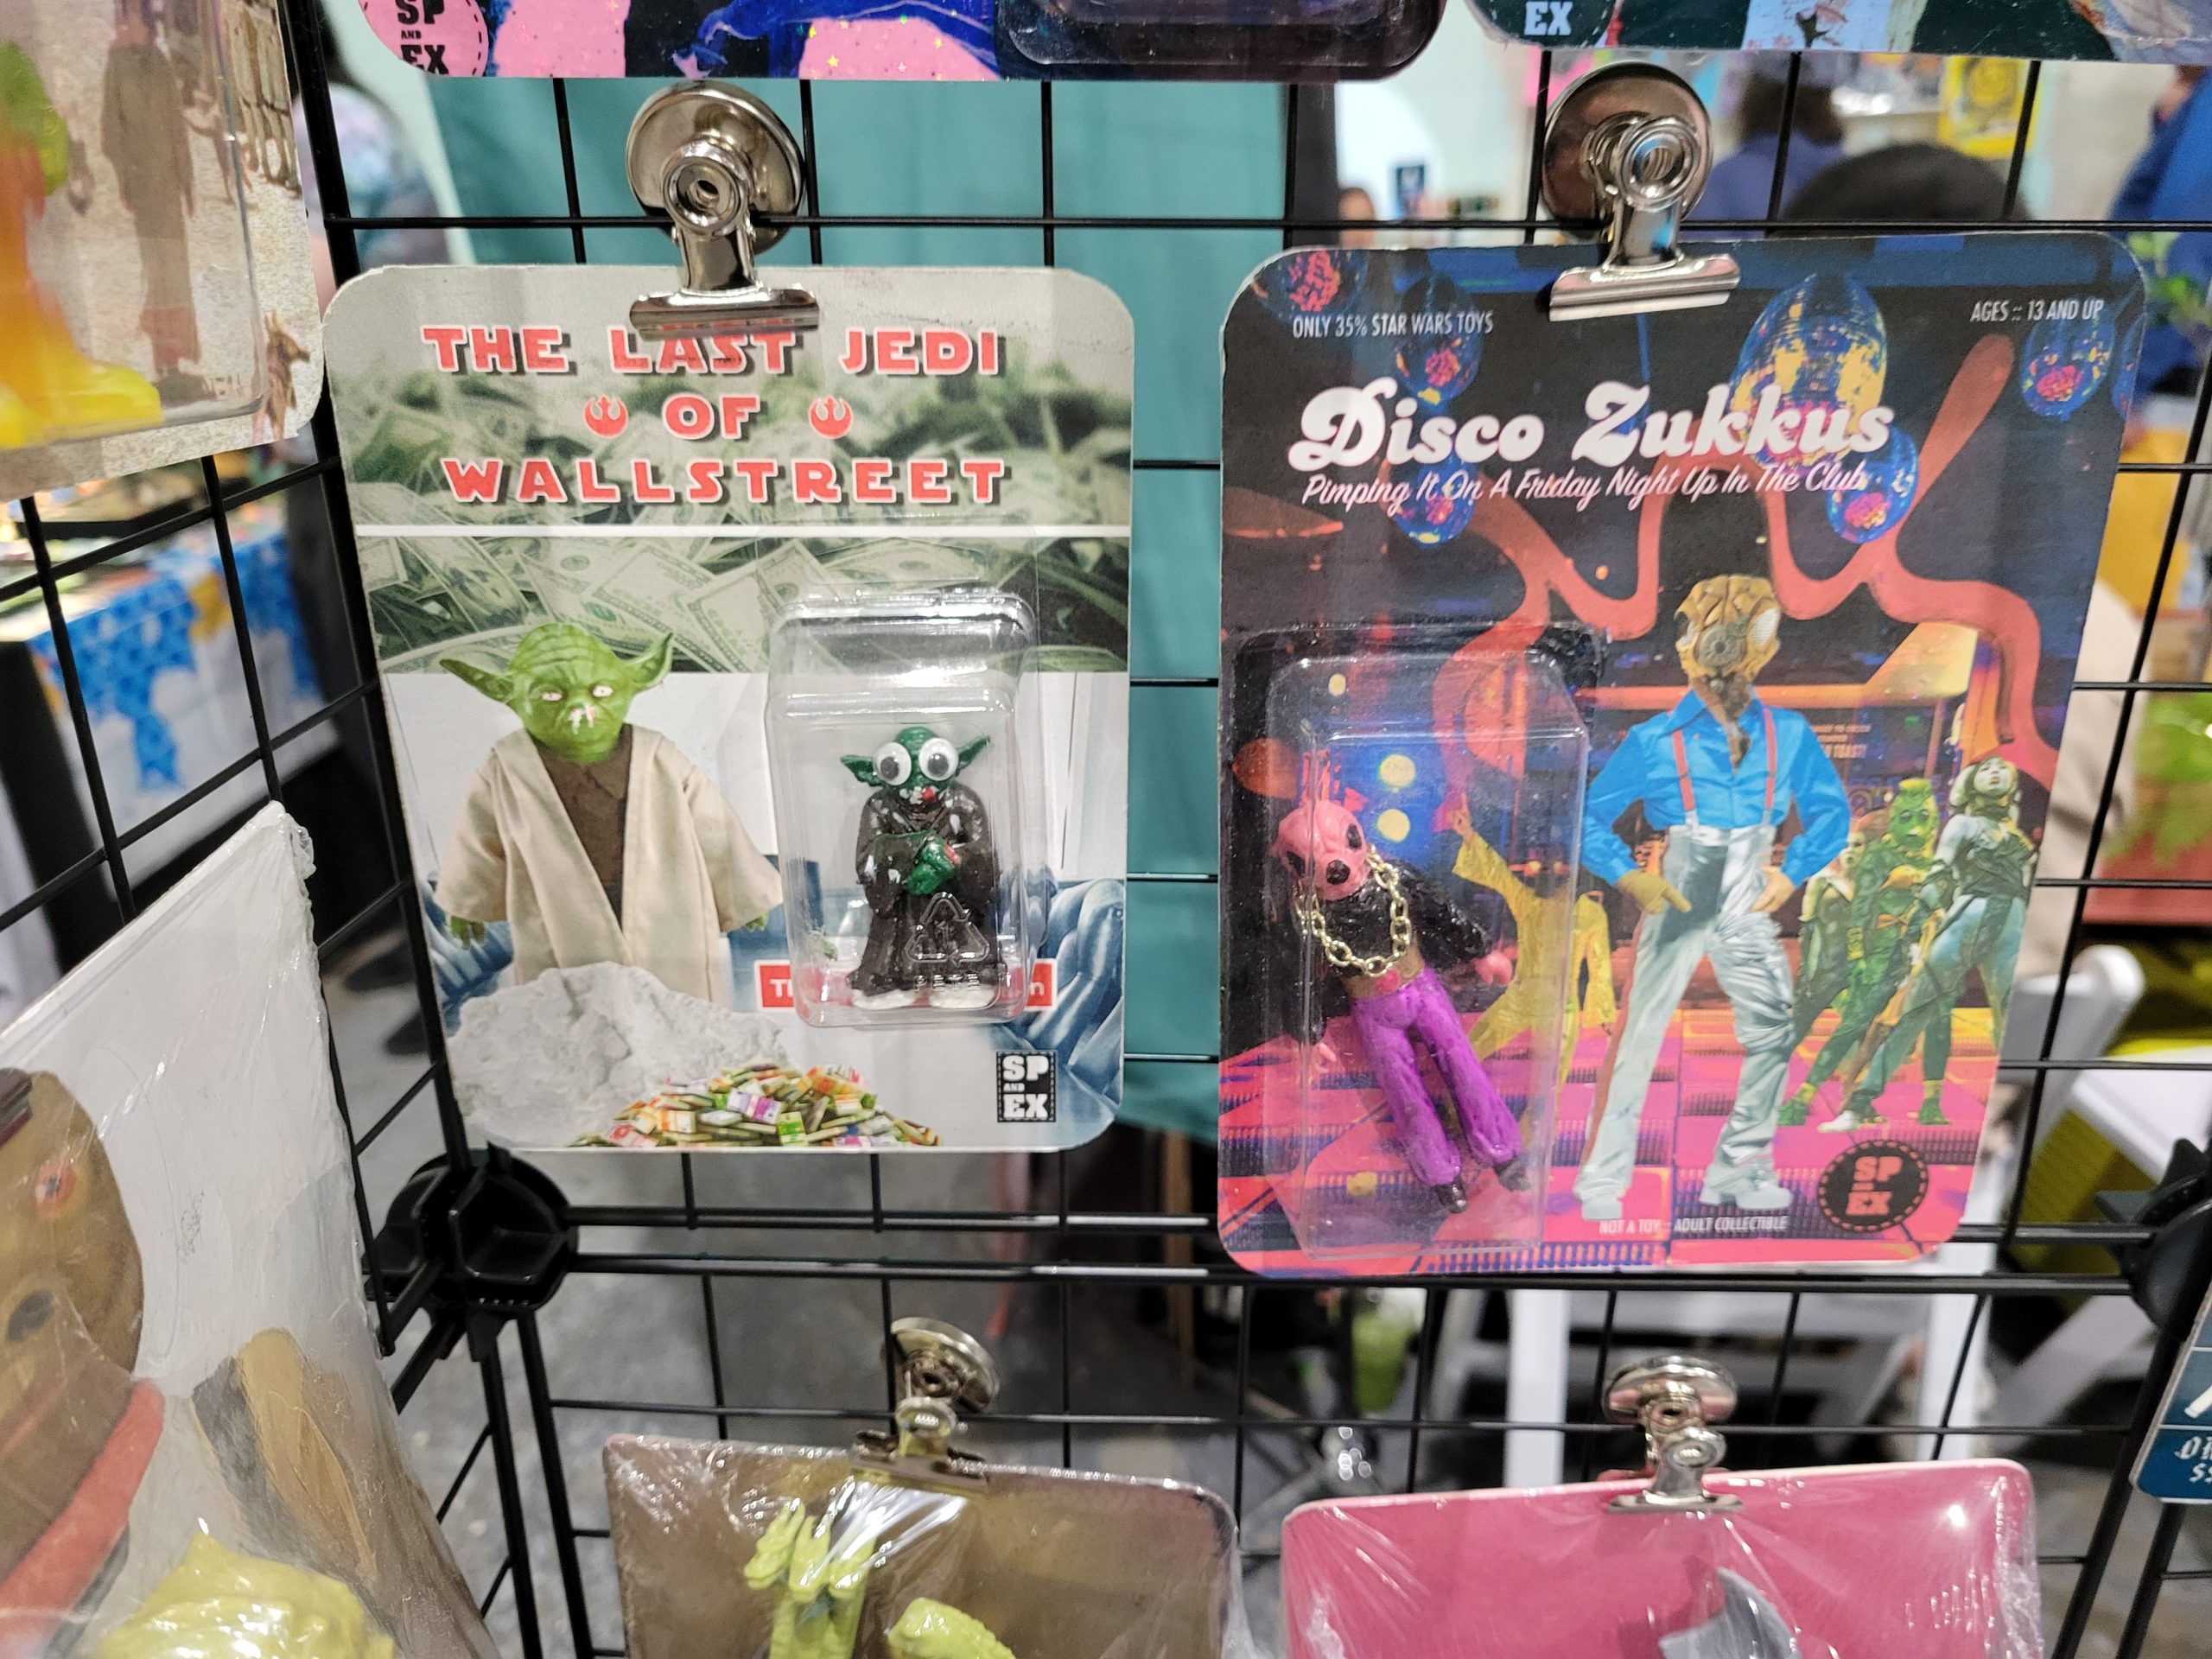 SP
AND
EX
EX
THE LAST JEDI
OF
WALLSTREET
SP
AND
EX
ONLY 35% STAR WARS TOYS
AGES :: 13 AND UP
Disco Zukkus
Pimping It On A Friday Night Up In The Club
SP
EX
NOT A TOY :: ADULT COLLECTIBLE